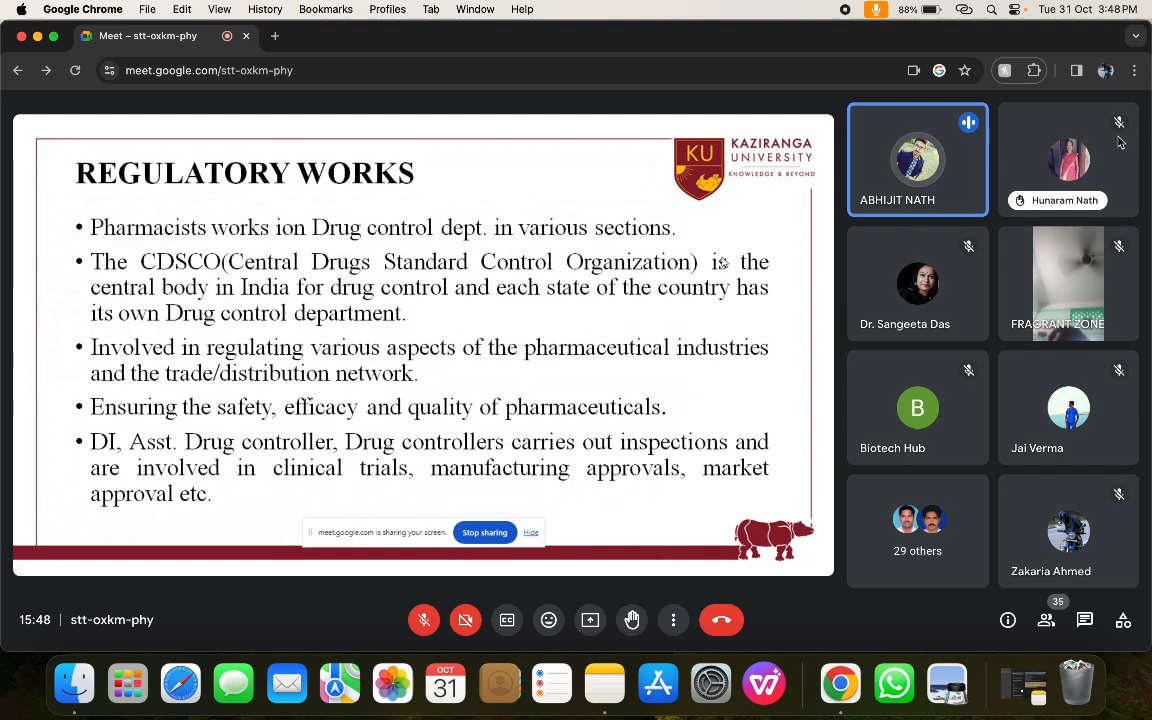 Google Chrome File Edit View History Bookmarks Profiles Tab Window Help 88% Tue 31 Oct 3:48 PM
Meet – stt-oxkm-phy
meet.google.com/stt-oxkm-phy
REGULATORY WORKS
KU
KAZIRANGA
UNIVERSITY
KNOWLEDGE & BEYOND
• Pharmacists works ion Drug control dept. in various sections.
• The CDSCO(Central Drugs Standard Control Organization) is the
central body in India for drug control and each state of the country has
its own Drug control department.
• Involved in regulating various aspects of the pharmaceutical industries
and the trade/distribution network.
• Ensuring the safety, efficacy and quality of pharmaceuticals.
• DI, Asst. Drug controller, Drug controllers carries out inspections and
are involved in clinical trials, manufacturing approvals, market
approval etc.
meet.google.com is sharing your screen. Stop sharing Hide
ABHIJIT NATH
Hunaram Nath
Dr. Sangeeta Das
FRAGRANT ZONE
B
Biotech Hub
Jai Verma
29 others
Zakaria Ahmed
15:48 | stt-oxkm-phy
35
OCT
31